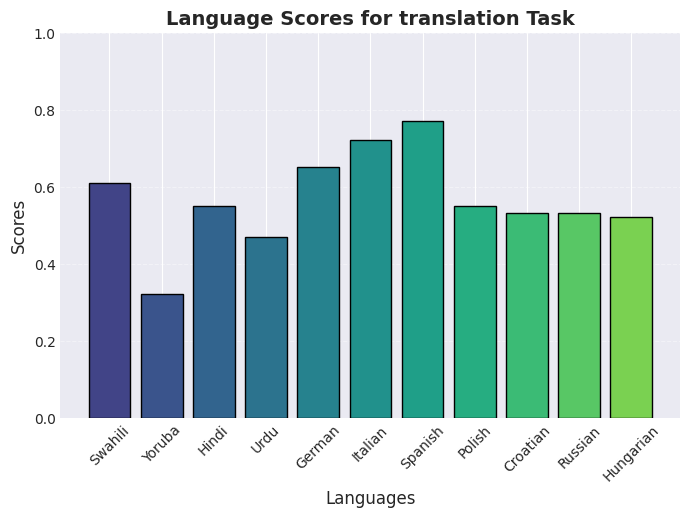 Language Scores for translation Task
1.0
0.8
0.6
0.4
0.2
0.0
Scores
Swahili
Yoruba
Hindi
Urdu
German
Italian
Spanish
Polish
Croatian
Russian
Hungarian
Languages